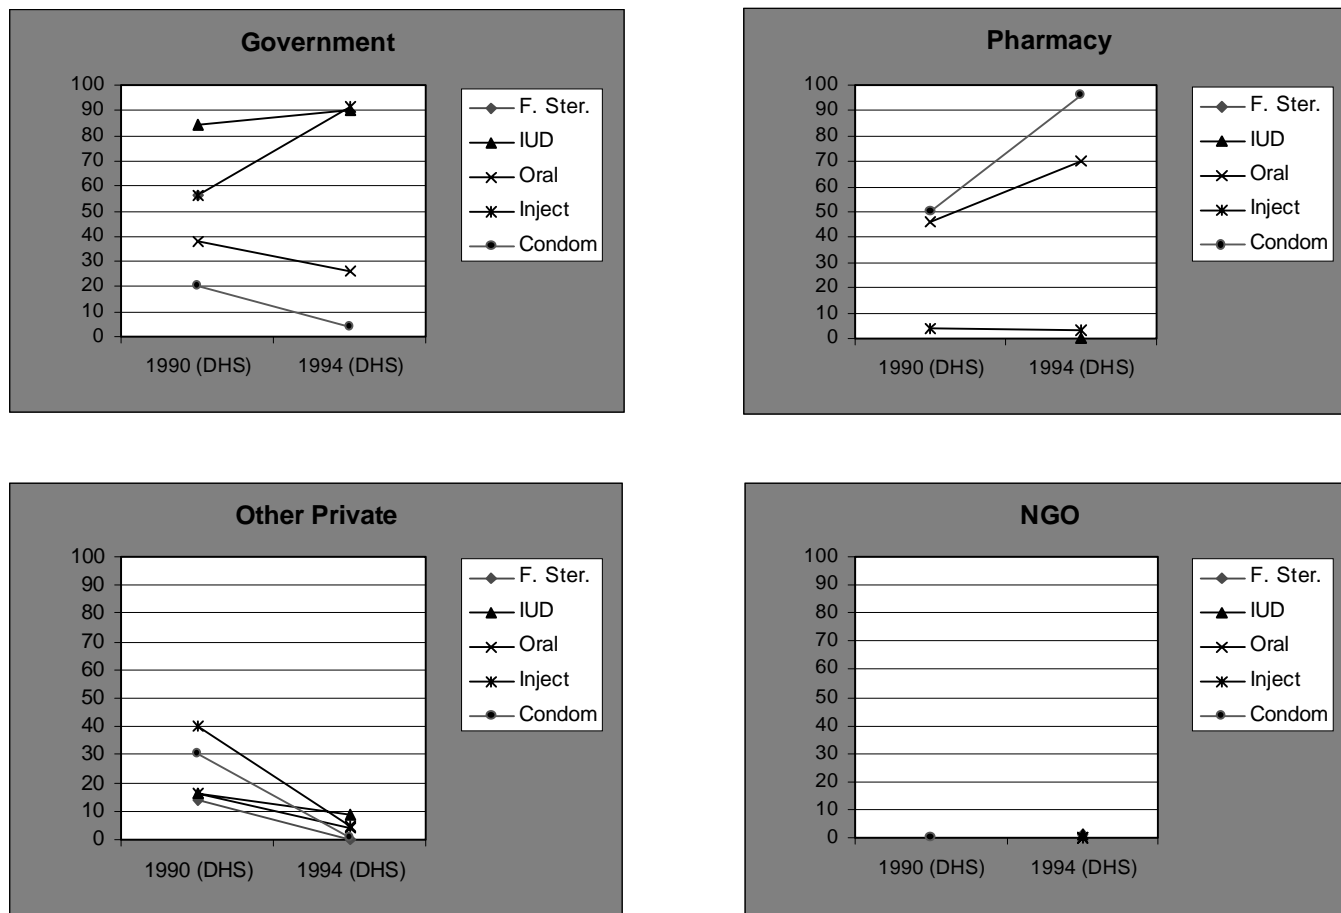 Government
100
90
80
70
60
50
40
30
20
10
0
1990 (DHS) 1994 (DHS)
F. Ster.
IUD
Oral
Inject
Condom
Pharmacy
100
90
80
70
60
50
40
30
20
10
0
1990 (DHS) 1994 (DHS)
F. Ster.
IUD
Oral
Inject
Condom
Other Private
100
90
80
70
60
50
40
30
20
10
0
1990 (DHS) 1994 (DHS)
F. Ster.
IUD
Oral
Inject
Condom
NGO
100
90
80
70
60
50
40
30
20
10
0
1990 (DHS) 1994 (DHS)
F. Ster.
IUD
Oral
Inject
Condom